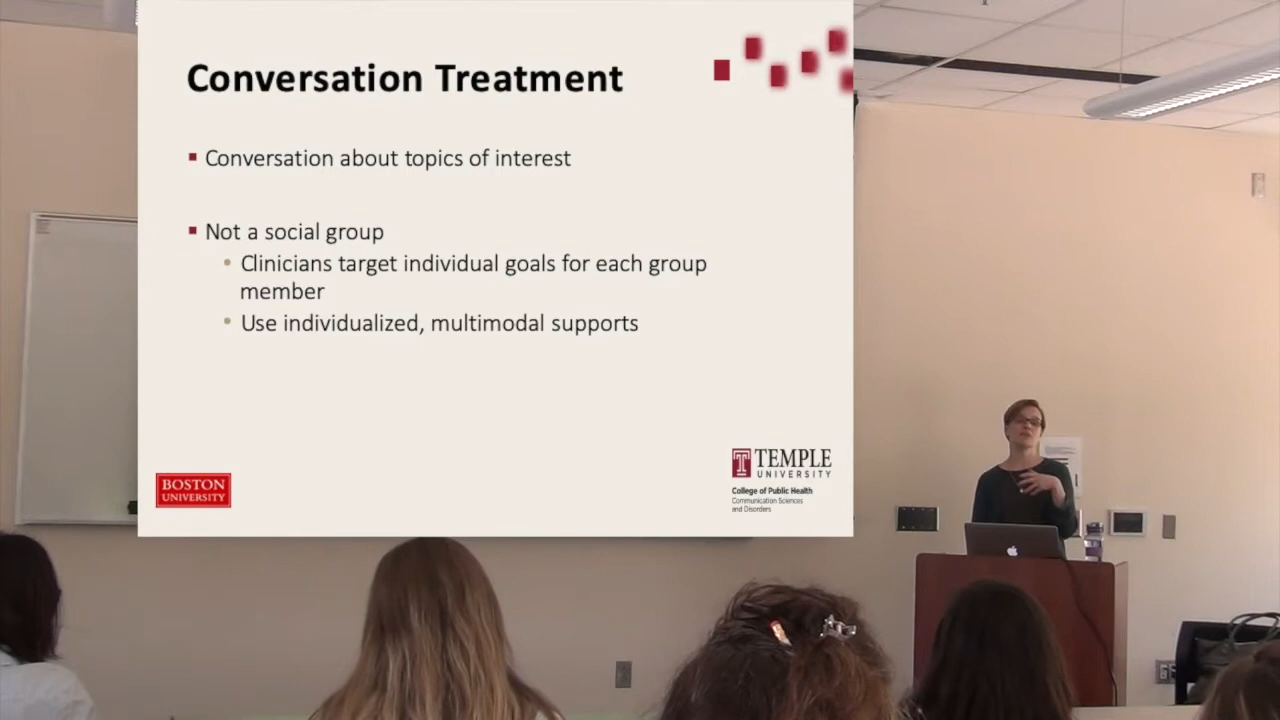 Conversation Treatment
Conversation about topics of interest
Not a social group
Clinicians target individual goals for each group
member
Use individualized, multimodal supports
BOSTON
UNIVERSITY
TEMPLE
UNIVERSITY
College of Public Health
Communication Sciences
and Disorders